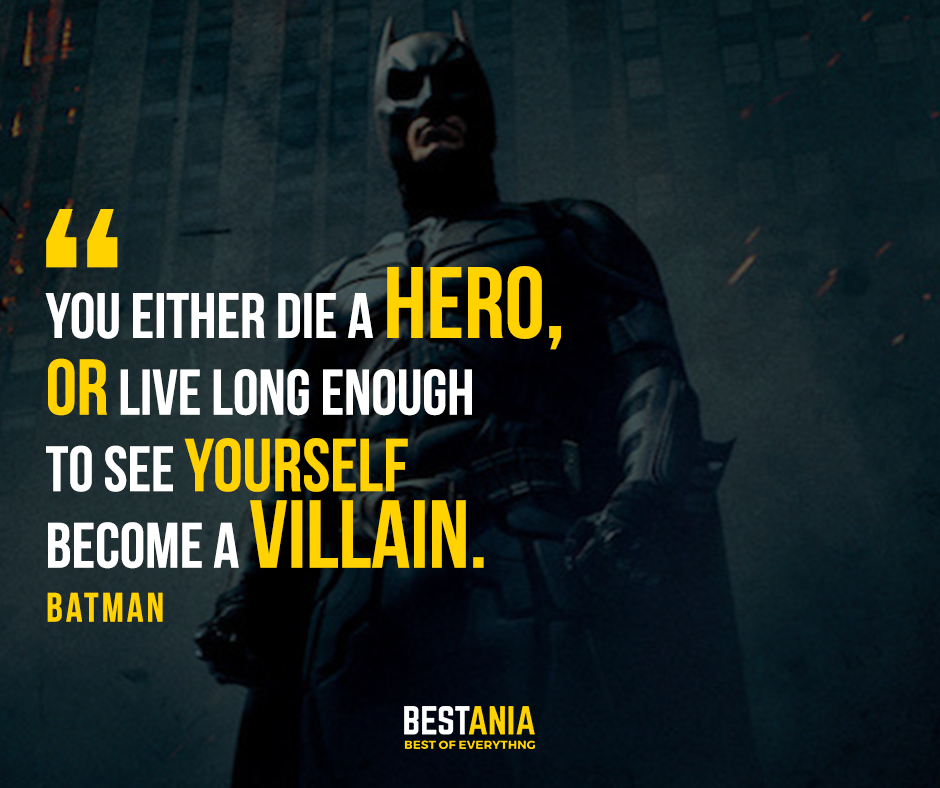 “
YOU EITHER DIE A HERO,
OR LIVE LONG ENOUGH
TO SEE YOURSELF
BECOME A VILLAIN.
BATMAN
BESTANIA
BEST OF EVERYTHNG